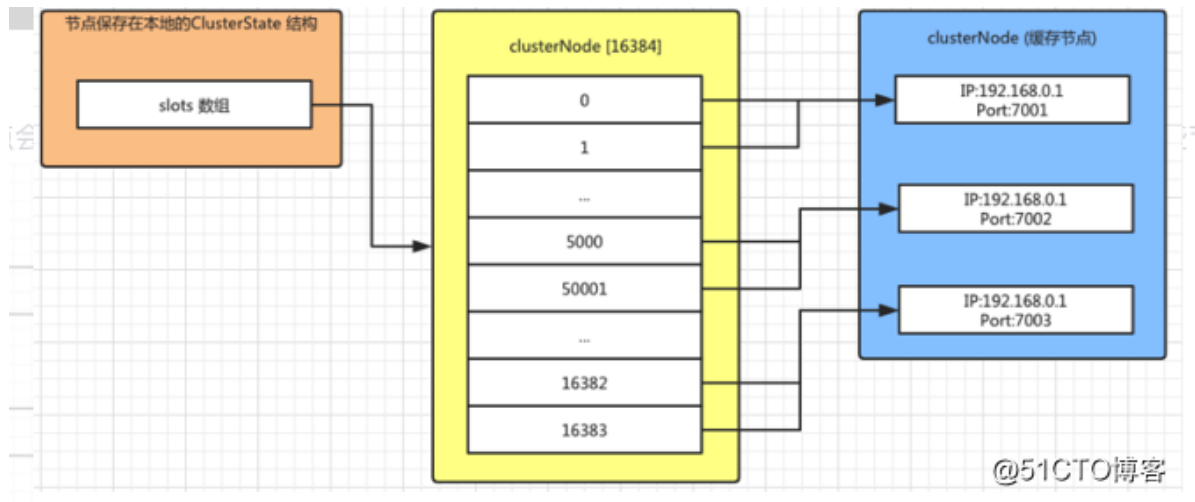 节点保存在本地的ClusterState 结构
slots 数组
clusterNode [16384]
0
1
...
5000
50001
...
16382
16383
clusterNode (缓存节点)
IP:192.168.0.1
Port:7001
IP:192.168.0.1
Port:7002
IP:192.168.0.1
Port:7003
@51CTO博客